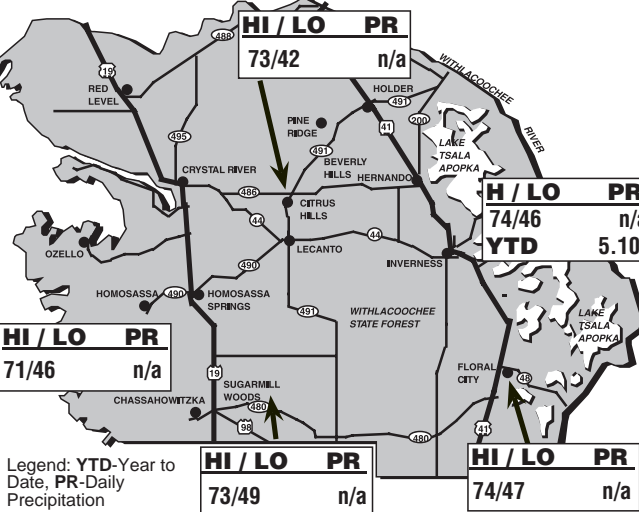 HI / LO PR
73/42 n/a
488
WITHLACOOCHEE
RIVER
19
RED
LEVEL
HOLDER
491
200
41
PINE
RIDGE
495
491
LAKE
TSALA
APOPKA
BEVERLY
HILLS
CRYSTAL RIVER
HERNANDO
486
H / LO PR
74/46 n/a
YTD 5.10
CITRUS
HILLS
44
44
OZELLO
LECANTO
INVERNESS
490
HOMOSASSA
490
HOMOSASSA
SPRINGS
491
WITHLACOOCHEE
STATE FOREST
LAKE
TSALA
APOPKA
HI / LO PR
71/46 n/a
19
FLORAL
CITY
48
SUGARMILL
WOODS
CHASSAHOWITZKA
480
98
480
41
Legend: YTD-Year to
Date, PR-Daily
Precipitation
HI / LO PR
73/49 n/a
HI / LO PR
74/47 n/a